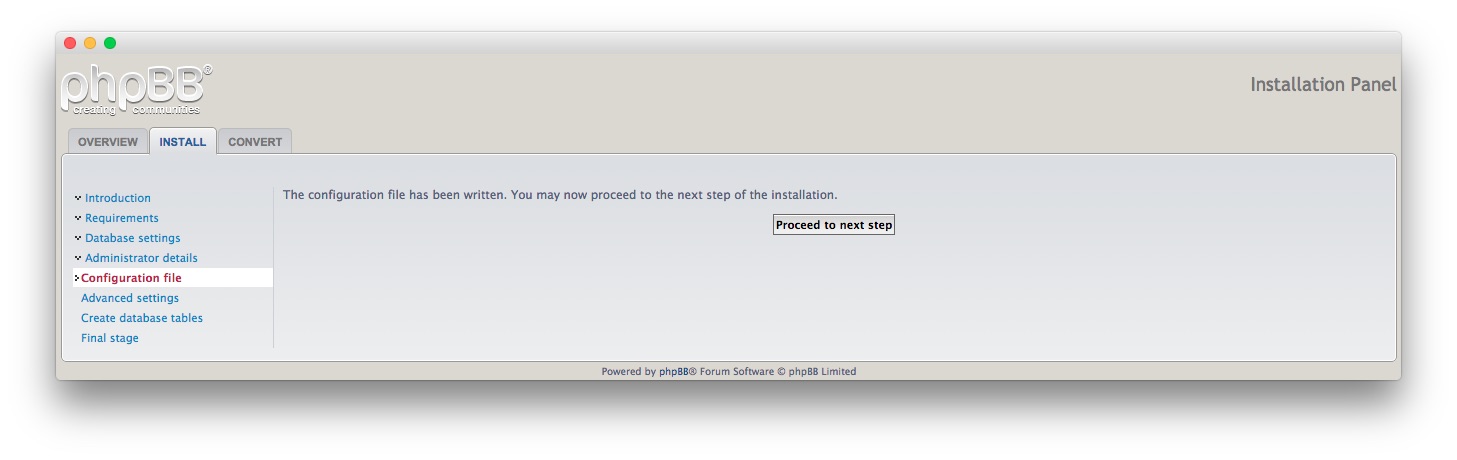 phpBB®
creating communities
Installation Panel
OVERVIEW
INSTALL
CONVERT
Introduction
Requirements
Database settings
Administrator details
Configuration file
Advanced settings
Create database tables
Final stage
The configuration file has been written. You may now proceed to the next step of the installation.
Proceed to next step
Powered by phpBB® Forum Software © phpBB Limited